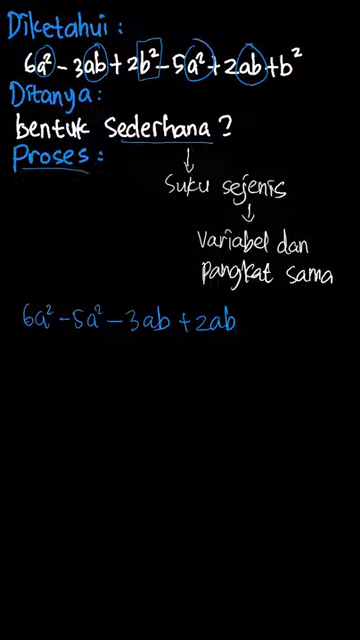 Diketahui :
6a² - 3ab + 2b² - 5a² + 2ab + b²
Ditanya :
bentuk Sederhana ?
Proses :
Suku sejenis
Variabel dan
pangkat sama
6a² - 5a² - 3ab + 2ab